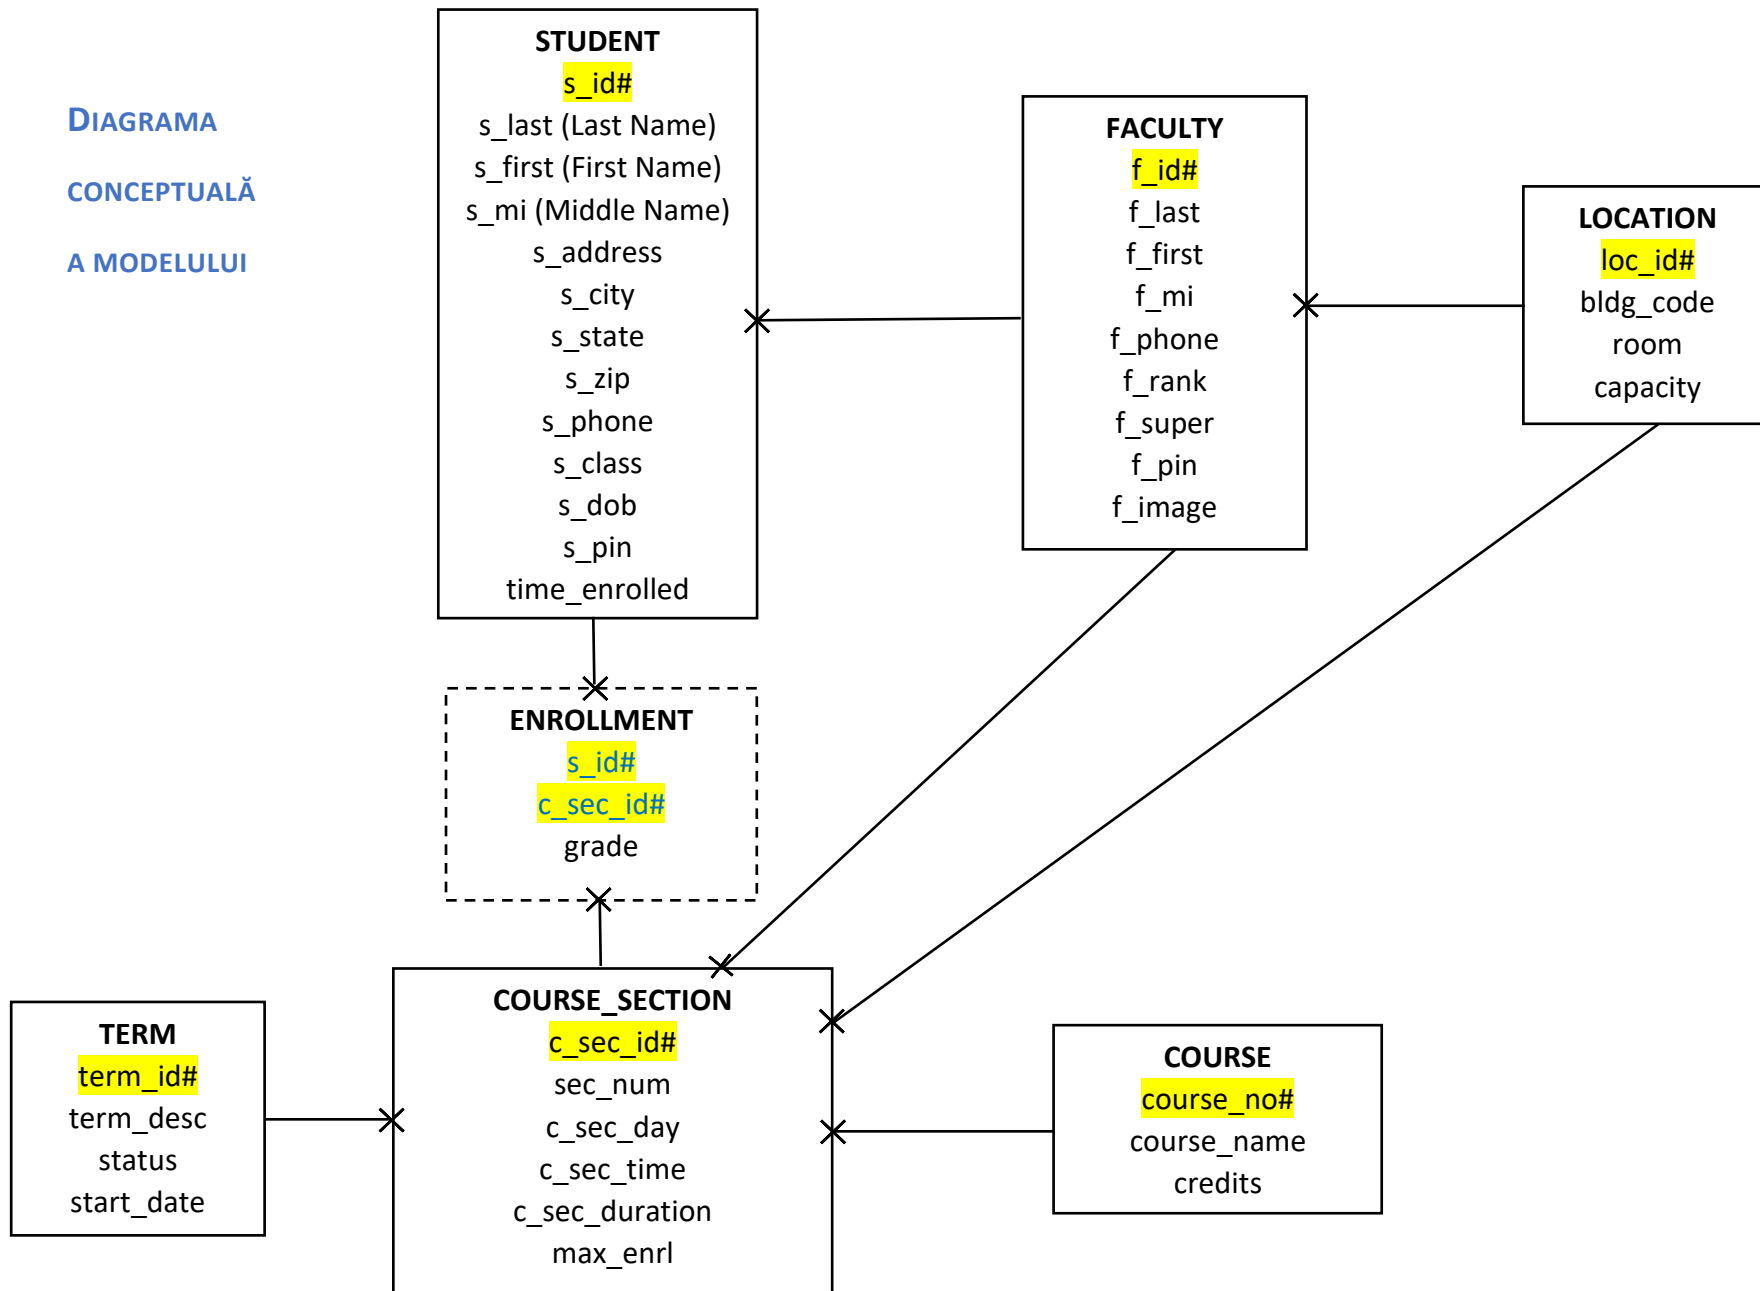 DIAGRAMA
CONCEPTUALĂ
A MODELULUI
STUDENT
s_id#
s_last (Last Name)
s_first (First Name)
s_mi (Middle Name)
s_address
s_city
s_state
s_zip
s_phone
s_class
s_dob
s_pin
time_enrolled
FACULTY
f_id#
f_last
f_first
f_mi
f_phone
f_rank
f_super
f_pin
f_image
LOCATION
loc_id#
bldg_code
room
capacity
ENROLLMENT
s_id#
c_sec_id#
grade
TERM
term_id#
term_desc
status
start_date
COURSE_SECTION
c_sec_id#
sec_num
c_sec_day
c_sec_time
c_sec_duration
max_enrl
COURSE
course_no#
course_name
credits